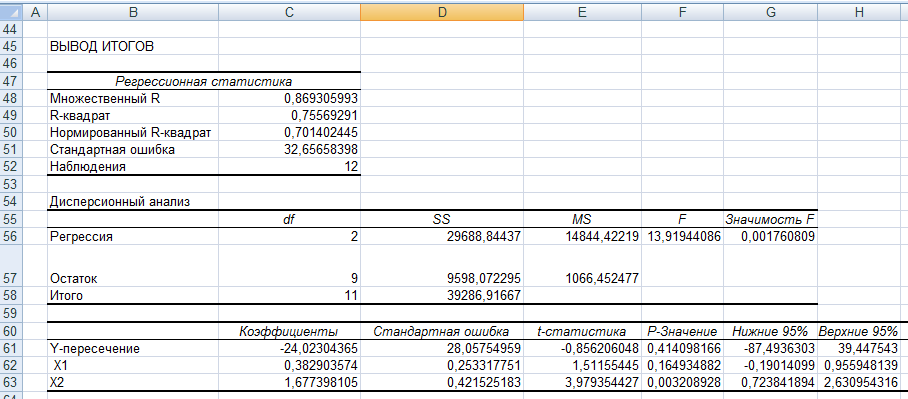 A B C D E F G H
44
45 ВЫВОД ИТОГОВ
46
47 Регрессионная статистика
48 Множественный R 0,869305993
49 R-квадрат 0,75569291
50 Нормированный R-квадрат 0,701402445
51 Стандартная ошибка 32,65658398
52 Наблюдения 12
53
54 Дисперсионный анализ
55 df SS MS F Значимость F
56 Регрессия 2 29688,84437 14844,42219 13,91944086 0,001760809
57 Остаток 9 9598,072295 1066,452477
58 Итого 11 39286,91667
59
60 Коэффициенты Стандартная ошибка t-статистика P-Значение Нижние 95% Верхние 95%
61 Y-пересечение -24,02304365 28,05754959 -0,856206048 0,414098166 -87,4936303 39,447543
62 X1 0,382903574 0,253317751 1,51155445 0,164934882 -0,19014099 0,955948139
63 X2 1,677398105 0,421525183 3,979354427 0,003208928 0,723841894 2,630954316